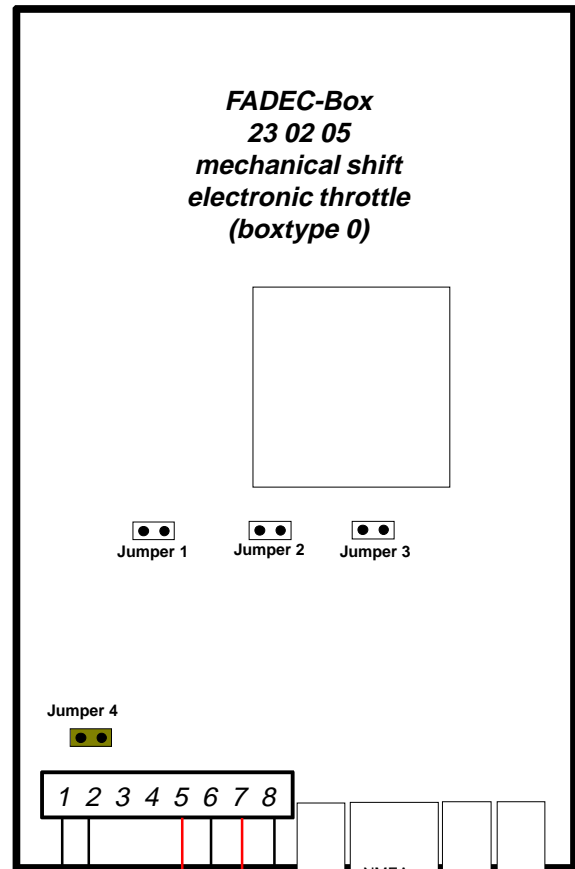 FADEC-Box
23 02 05
mechanical shift
electronic throttle
(boxtype 0)
Jumper 1
Jumper 2
Jumper 3
Jumper 4
1 2 3 4 5 6 7 8